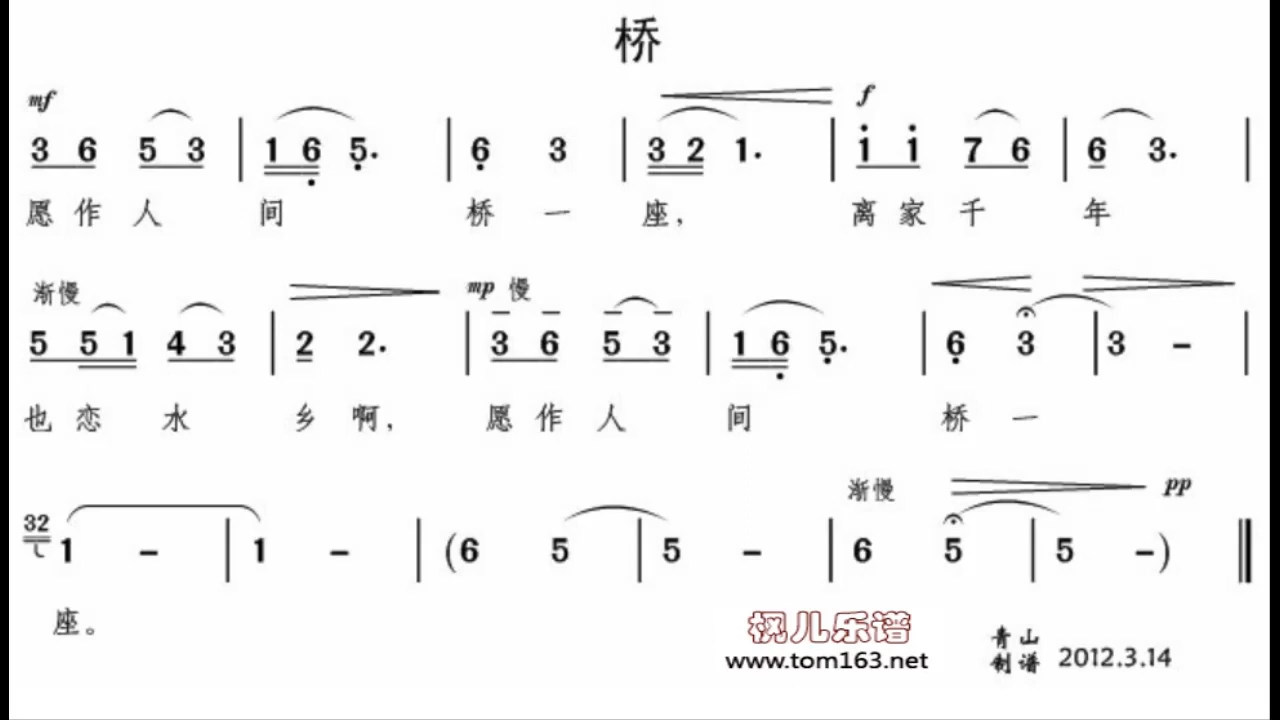 桥
mf f
3 6 5 3 | 1 6 5. | 6 3 | 3 2 1. | 1 1 7 6 | 6 3. |
愿 作 人 间 桥 一 座, 离 家 千 年
渐慢 mp 慢
5 5 1 4 3 | 2 2. | 3 6 5 3 | 1 6 5. | 6 3 | 3 - |
也 恋 水 乡 啊, 愿 作 人 间 桥 一
渐慢 pp
32 1 - | 1 - | (6 5 | 5 - | 6 5 | 5 -) ‖
座。
枫儿乐谱
www.tom163.net
青山
制谱 2012.3.14